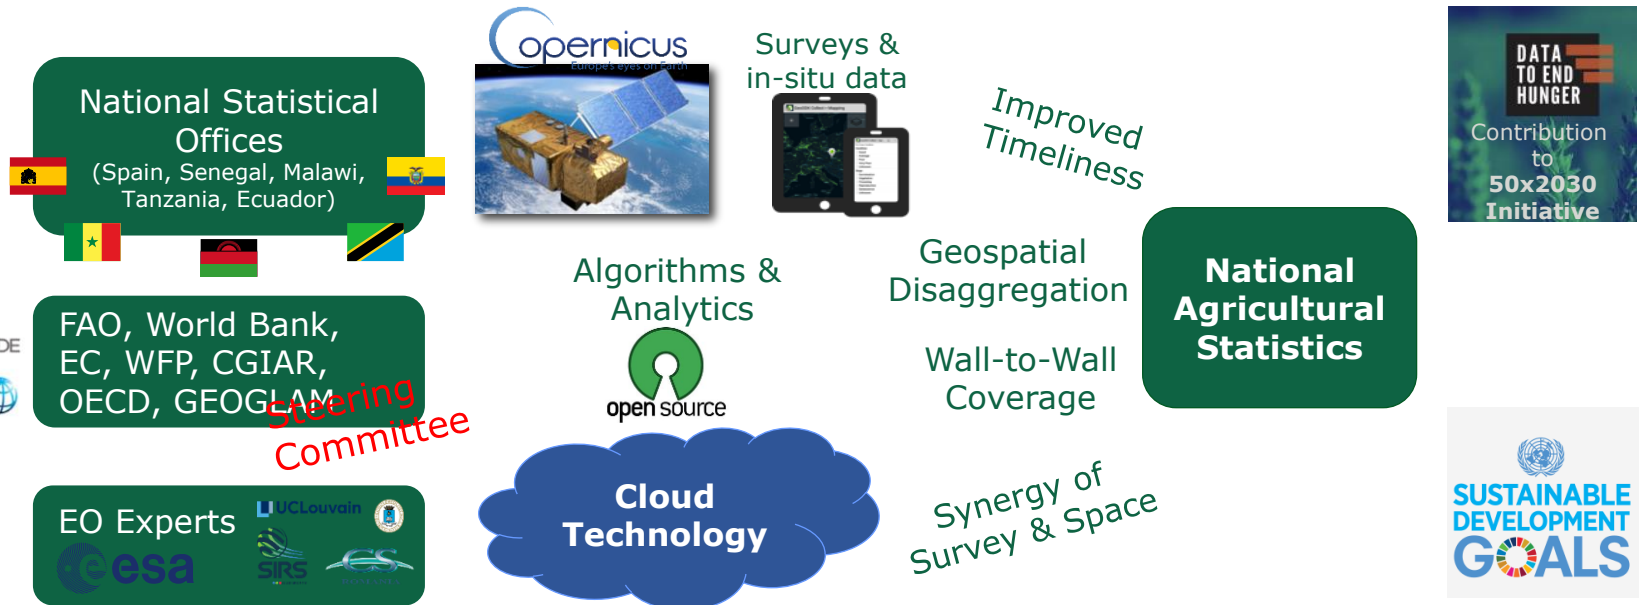 National Statistical
Offices
(Spain, Senegal, Malawi,
Tanzania, Ecuador)
FAO, World Bank,
EC, WFP, CGIAR,
OECD, GEOGLAM
Steering
Committee
EO Experts
UCLouvain
esa
SIRS
CS
opernicus
Europe's eyes on Earth
Surveys &
in-situ data
Algorithms &
Analytics
open source
Cloud
Technology
Improved
Timeliness
Geospatial
Disaggregation
Wall-to-Wall
Coverage
Synergy of
Survey & Space
National
Agricultural
Statistics
DATA
TO END
HUNGER
Contribution
to
50x2030
Initiative
SUSTAINABLE
DEVELOPMENT
GOALS